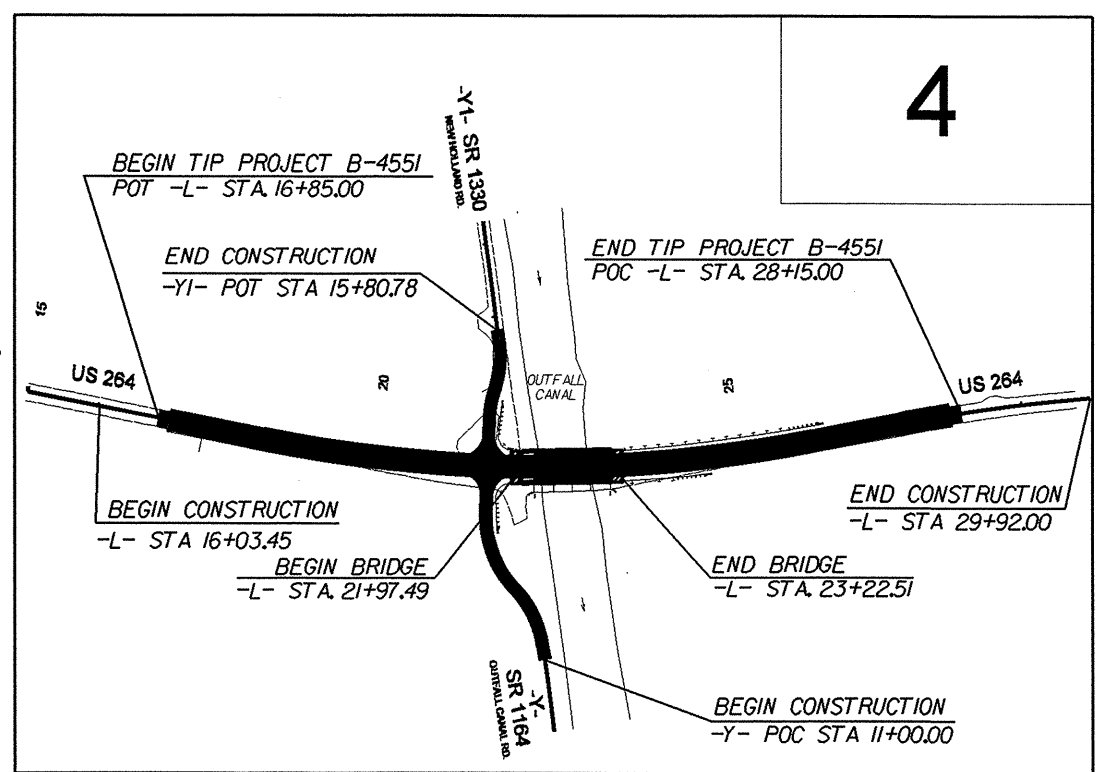 4
-Y1- SR 1330
NEW HOLLAND RD.
BEGIN TIP PROJECT B-4551
POT -L- STA. 16+85.00
END CONSTRUCTION
-Y1- POT STA 15+80.78
END TIP PROJECT B-4551
POC -L- STA. 28+15.00
15
US 264
20
OUTFALL
CANAL
25
US 264
BEGIN CONSTRUCTION
-L- STA 16+03.45
END CONSTRUCTION
-L- STA 29+92.00
BEGIN BRIDGE
-L- STA. 21+97.49
END BRIDGE
-L- STA. 23+22.51
-Y-
SR 1164
OUTFALL CANAL RD.
BEGIN CONSTRUCTION
-Y- POC STA 11+00.00